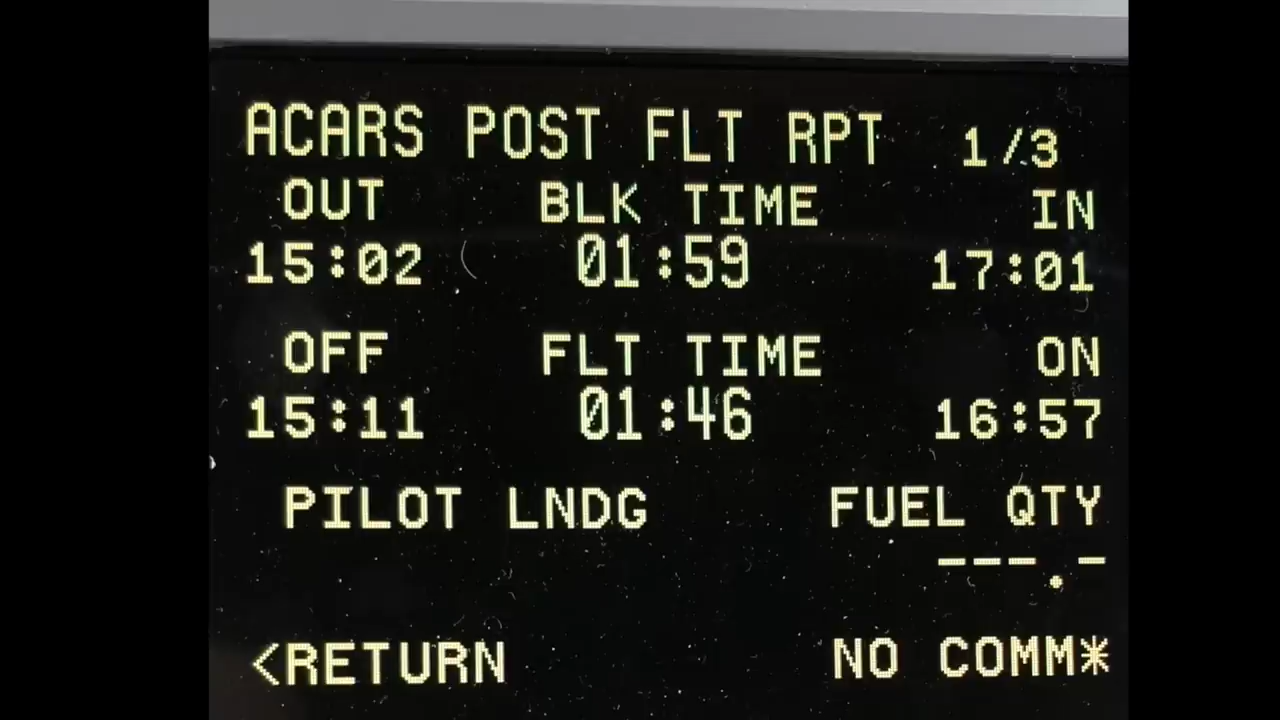 ACARS POST FLT RPT 1/3
OUT BLK TIME IN
15:02 01:59 17:01
OFF FLT TIME ON
15:11 01:46 16:57
PILOT LNDG FUEL QTY
---.-
<RETURN NO COMM*